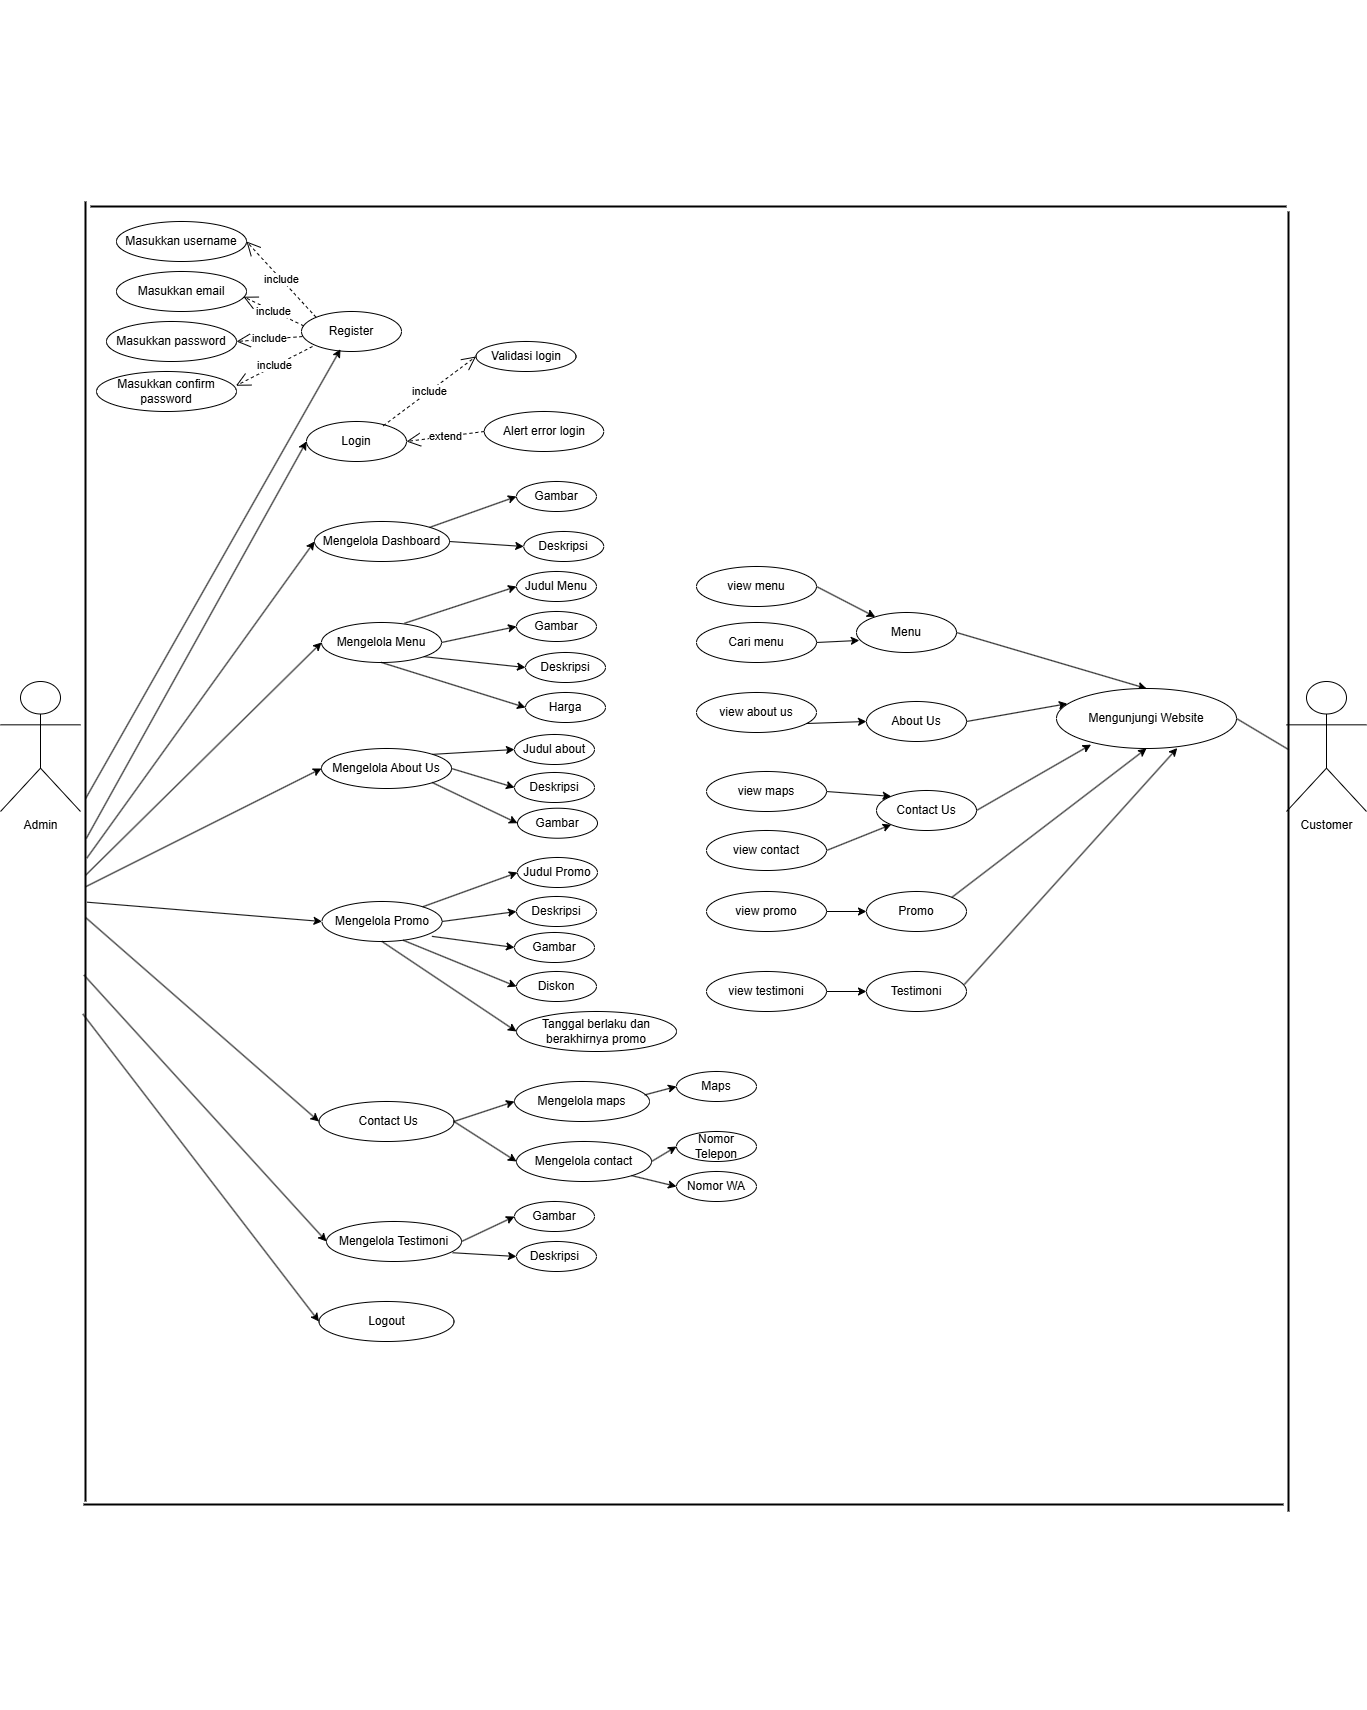 Masukkan username
include
Masukkan email
include
Masukkan password
include
Register
include
Masukkan confirm
password
Validasi login
include
Login
extend
Alert error login
Gambar
Mengelola Dashboard
Deskripsi
Judul Menu
Gambar
Mengelola Menu
Deskripsi
Harga
Judul about
Mengelola About Us
Deskripsi
Gambar
Judul Promo
Mengelola Promo
Deskripsi
Gambar
Diskon
Tanggal berlaku dan
berakhirnya promo
Contact Us
Mengelola maps
Maps
Mengelola contact
Nomor
Telepon
Nomor WA
Gambar
Mengelola Testimoni
Deskripsi
Logout
Admin
view menu
Cari menu
Menu
view about us
About Us
Mengunjungi Website
view maps
Contact Us
view contact
view promo
Promo
view testimoni
Testimoni
Customer